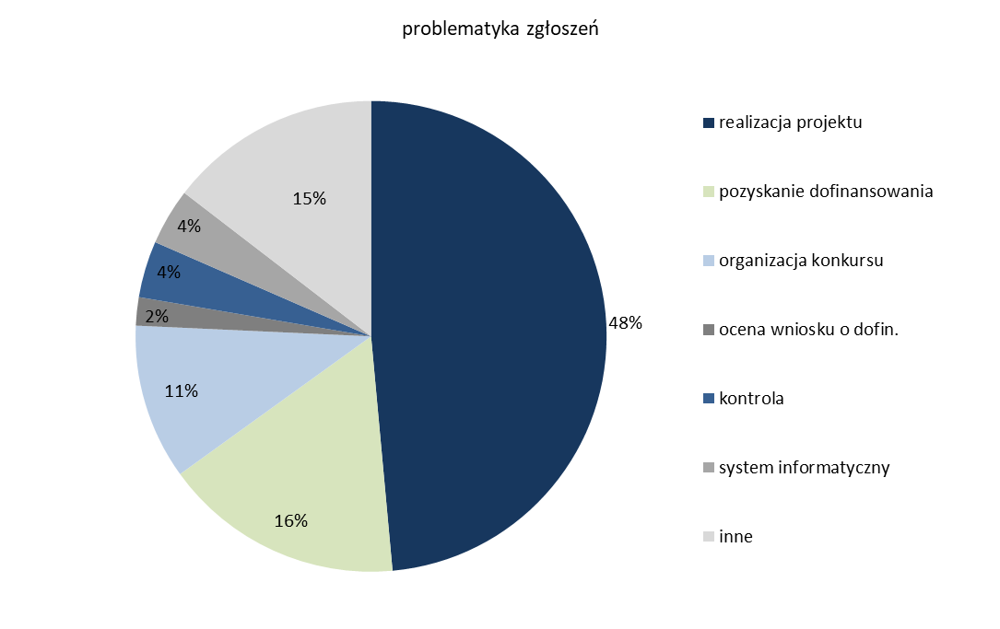 problematyka zgłoszeń
realizacja projektu
pozyskanie dofinansowania
organizacja konkursu
ocena wniosku o dofin.
kontrola
system informatyczny
inne
48%
16%
11%
2%
4%
4%
15%